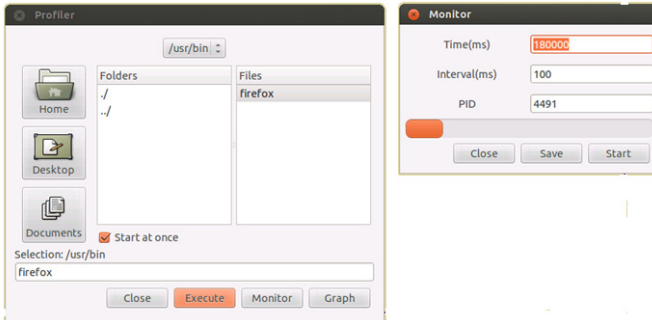 Profiler
/usr/bin
Folders
Files
./
../
firefox
Home
Desktop
Documents
Start at once
Selection: /usr/bin
firefox
Close
Execute
Monitor
Graph
Monitor
Time(ms)
180000
Interval(ms)
100
PID
4491
Close
Save
Start